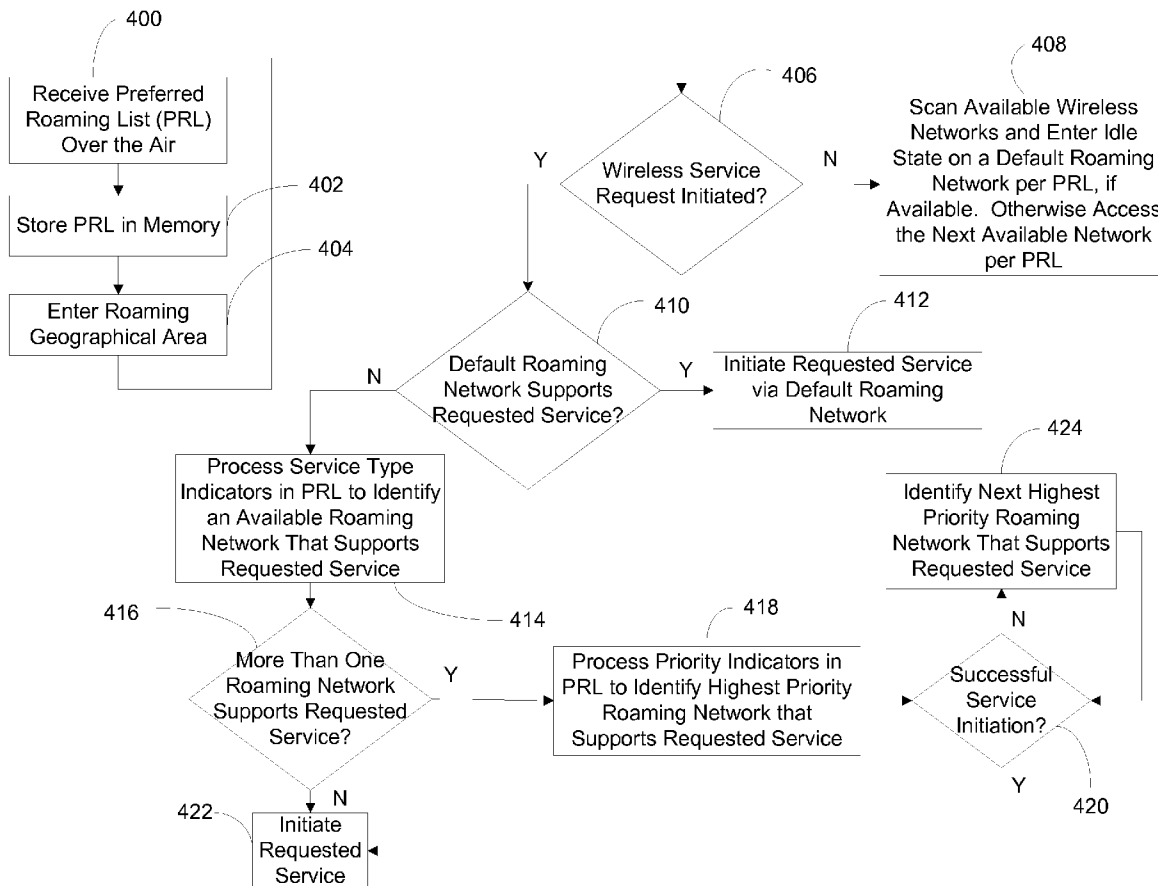 400
Receive Preferred
Roaming List (PRL)
Over the Air
402
Store PRL in Memory
404
Enter Roaming
Geographical Area
406
Wireless Service
Request Initiated?
Y
N
408
Scan Available Wireless
Networks and Enter Idle
State on a Default Roaming
Network per PRL, if
Available. Otherwise Access
the Next Available Network
per PRL
410
Default Roaming
Network Supports
Requested Service?
N
Y
412
Initiate Requested Service
via Default Roaming
Network
Process Service Type
Indicators in PRL to Identify
an Available Roaming
Network That Supports
Requested Service
414
416
More Than One
Roaming Network
Supports Requested
Service?
Y
N
418
Process Priority Indicators in
PRL to Identify Highest Priority
Roaming Network that
Supports Requested Service
424
Identify Next Highest
Priority Roaming
Network That Supports
Requested Service
N
Successful
Service
Initiation?
Y
420
422
Initiate
Requested
Service